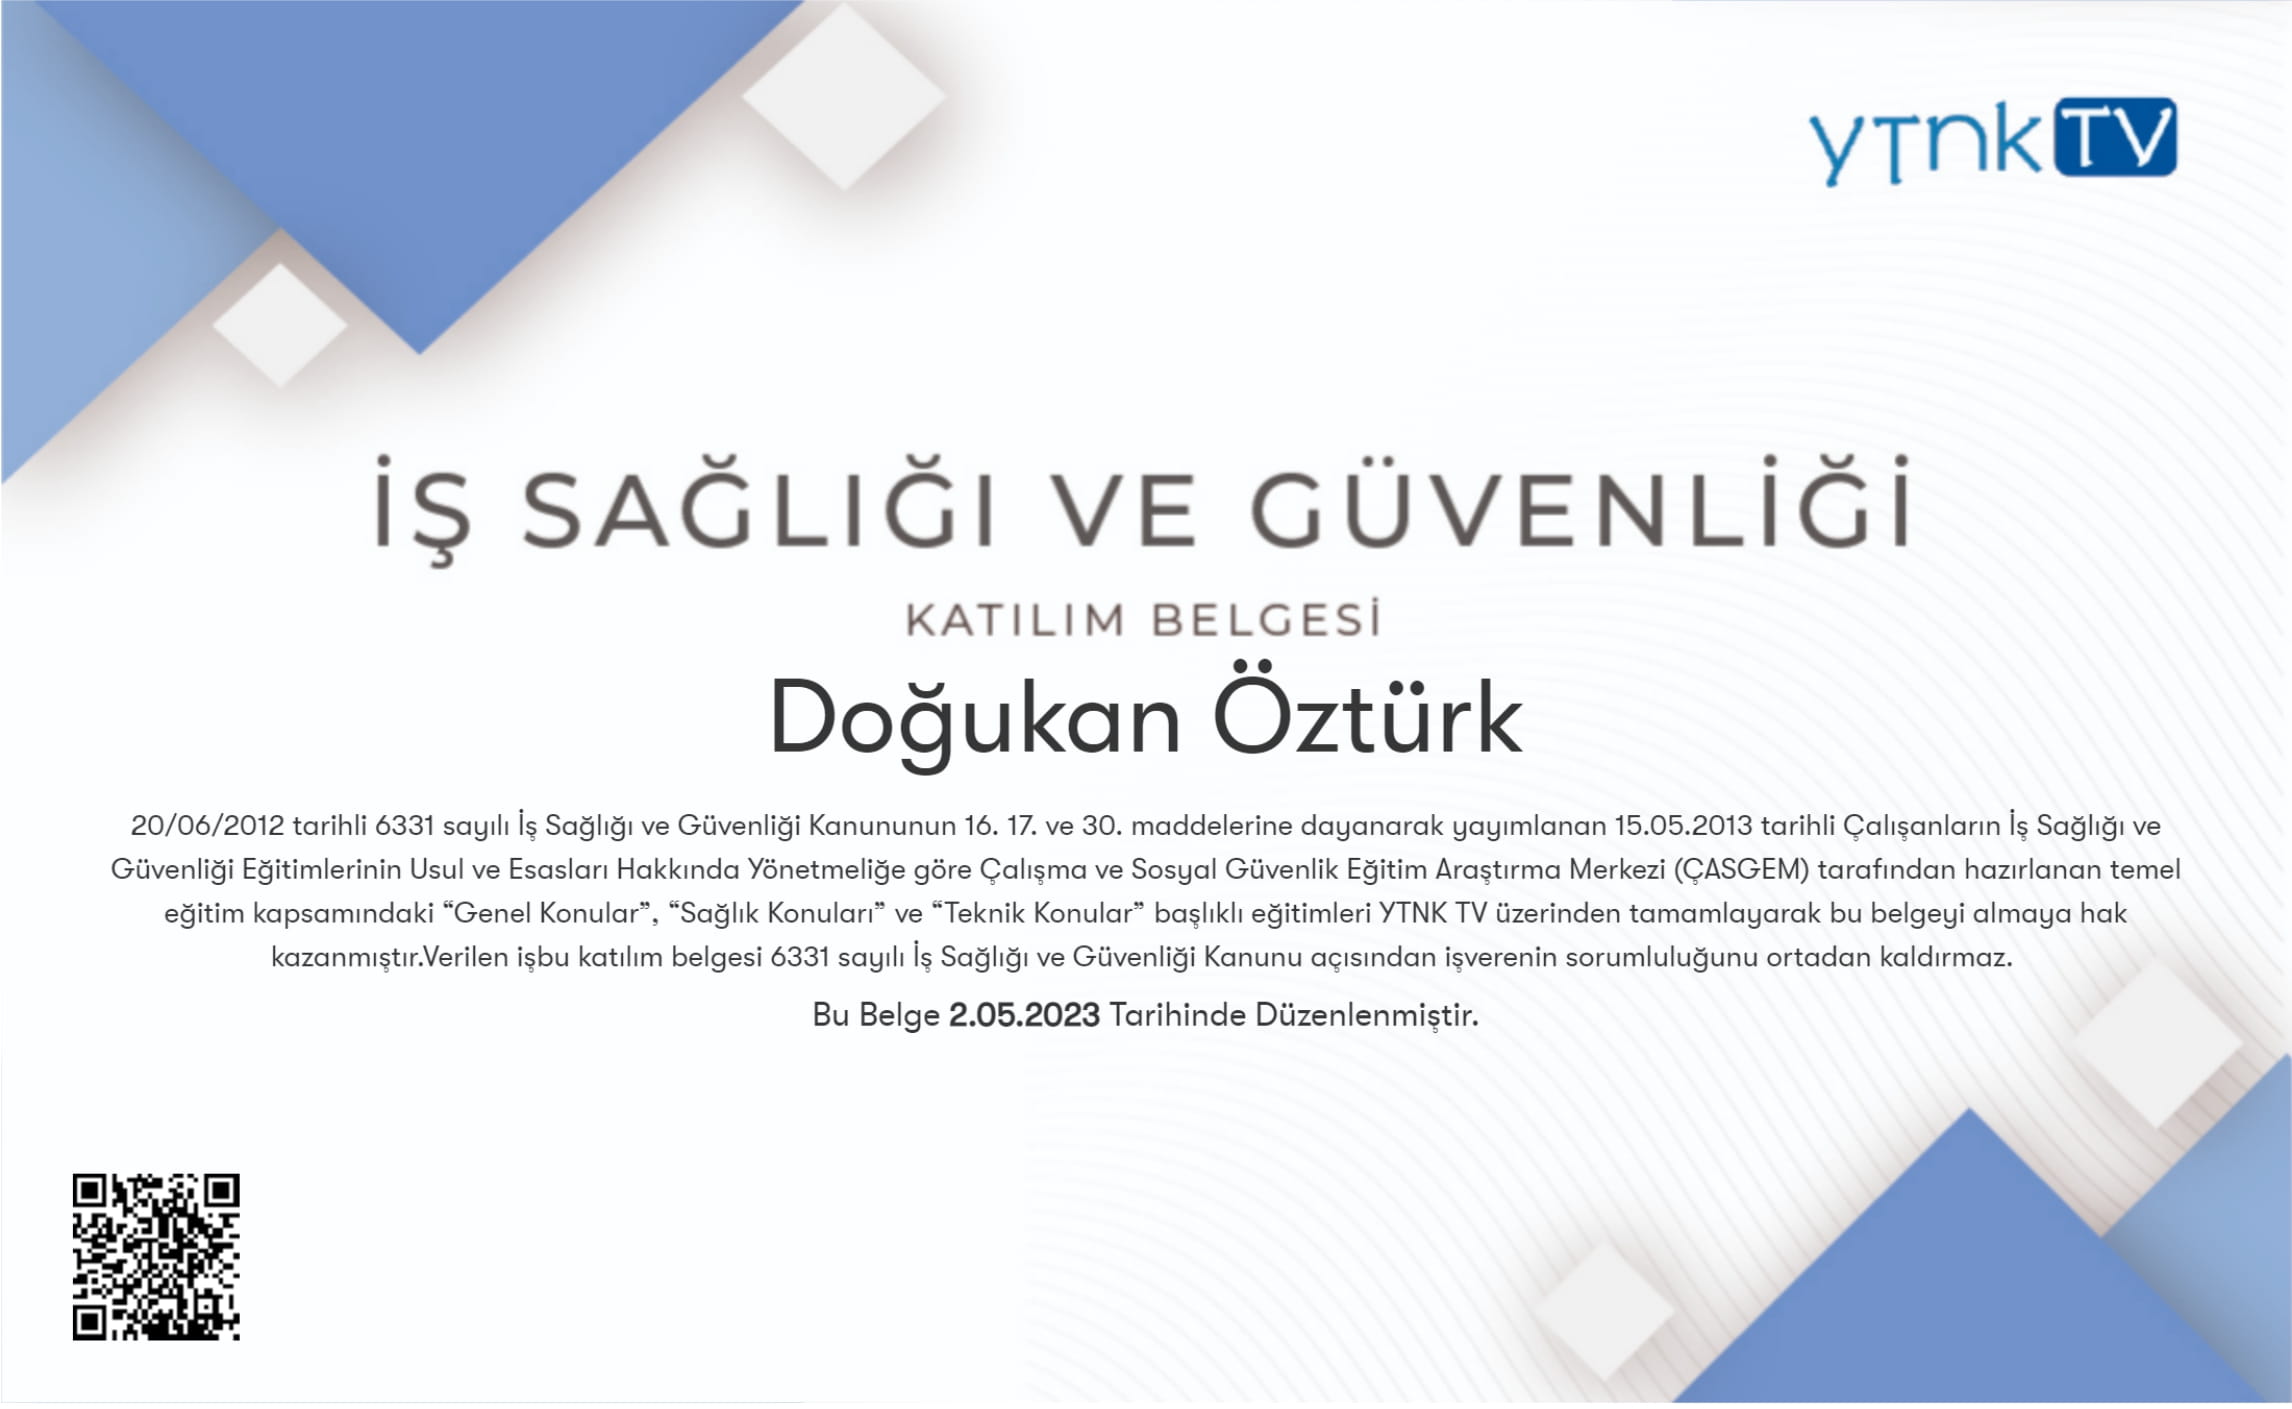 ytnk TV
İŞ SAĞLIĞI VE GÜVENLİĞİ
KATILIM BELGESİ
Doğukan Öztürk
20/06/2012 tarihli 6331 sayılı İş Sağlığı ve Güvenliği Kanununun 16. 17. ve 30. maddelerine dayanarak yayımlanan 15.05.2013 tarihli Çalışanların İş Sağlığı ve
Güvenliği Eğitimlerinin Usul ve Esasları Hakkında Yönetmeliğe göre Çalışma ve Sosyal Güvenlik Eğitim Araştırma Merkezi (ÇASGEM) tarafından hazırlanan temel
eğitim kapsamındaki “Genel Konular”, “Sağlık Konuları” ve “Teknik Konular” başlıklı eğitimleri YTNK TV üzerinden tamamlayarak bu belgeyi almaya hak
kazanmıştır.Verilen işbu katılım belgesi 6331 sayılı İş Sağlığı ve Güvenliği Kanunu açısından işverenin sorumluluğunu ortadan kaldırmaz.
Bu Belge 2.05.2023 Tarihinde Düzenlenmiştir.